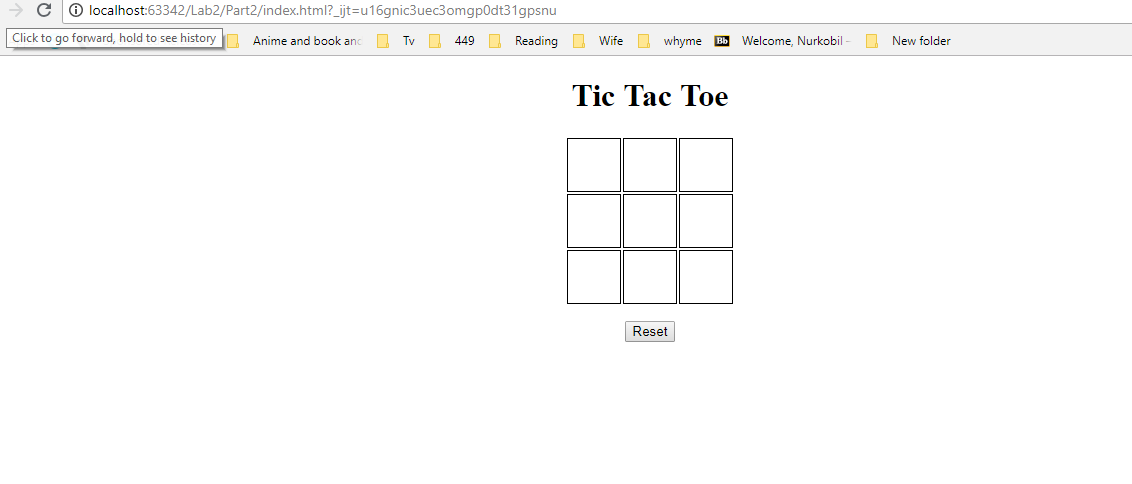 localhost:63342/Lab2/Part2/index.html?_ijt=u16gnic3uec3omgp0dt31gpsnu
Click to go forward, hold to see history
Anime and book an Tv 449 Reading Wife whyme Bb Welcome, Nurkobil – New folder
Tic Tac Toe
Reset